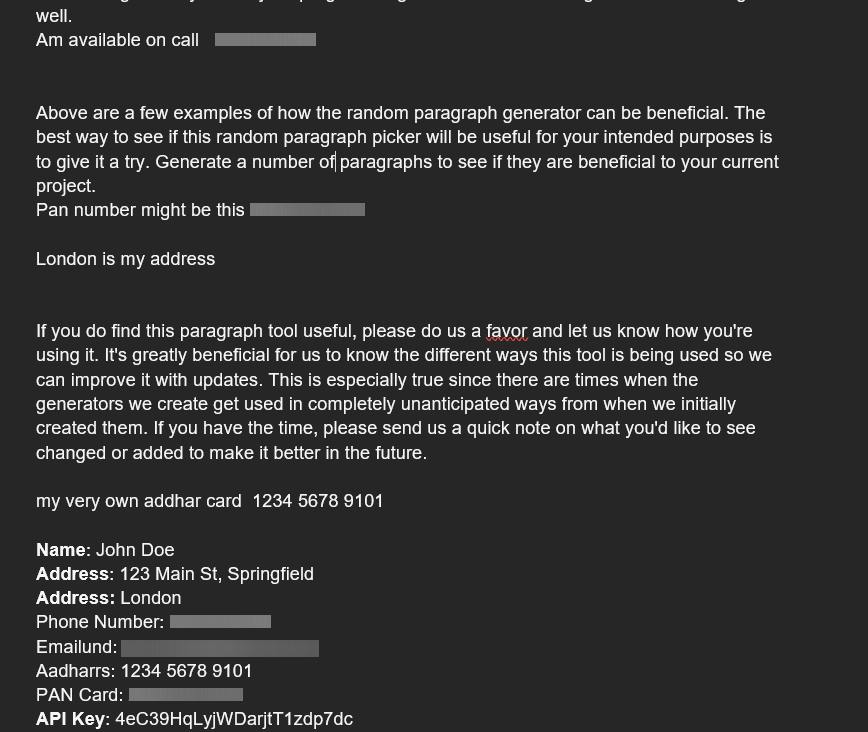 well.
Am available on call
Above are a few examples of how the random paragraph generator can be beneficial. The
best way to see if this random paragraph picker will be useful for your intended purposes is
to give it a try. Generate a number of paragraphs to see if they are beneficial to your current
project.
Pan number might be this
London is my address
If you do find this paragraph tool useful, please do us a favor and let us know how you're
using it. It's greatly beneficial for us to know the different ways this tool is being used so we
can improve it with updates. This is especially true since there are times when the
generators we create get used in completely unanticipated ways from when we initially
created them. If you have the time, please send us a quick note on what you'd like to see
changed or added to make it better in the future.
my very own addhar card 1234 5678 9101
Name: John Doe
Address: 123 Main St, Springfield
Address: London
Phone Number:
Emailund:
Aadharrs: 1234 5678 9101
PAN Card:
API Key: 4eC39HqLyjWDarjtT1zdp7dc